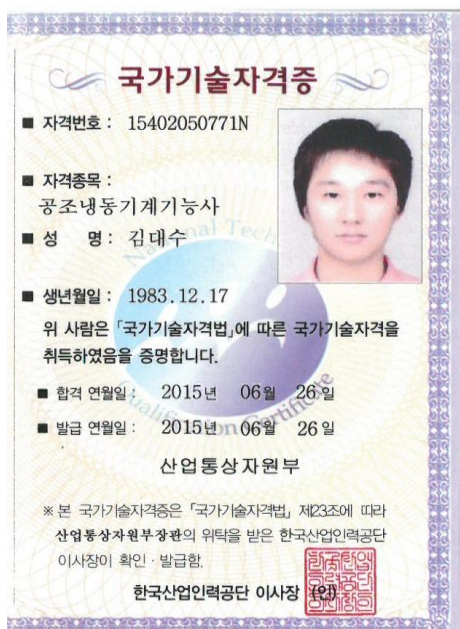 국가기술자격증
■ 자격번호 : 15402050771N
■ 자격종목 :
공조냉동기계기능사
■ 성 명 : 김대수
■ 생년월일 : 1983.12.17
위 사람은 「국가기술자격법」에 따른 국가기술자격을
취득하였음을 증명합니다.
■ 합격 연월일 : 2015년 06월 26일
■ 발급 연월일 : 2015년 06월 26일
산업통상자원부
※ 본 국가기술자격증은 「국가기술자격법」 제23조에 따라
산업통상자원부장관의 위탁을 받은 한국산업인력공단
이사장이 확인 · 발급함.
한국산업인력공단 이사장 (인)
National Tech
Qualification Certificate